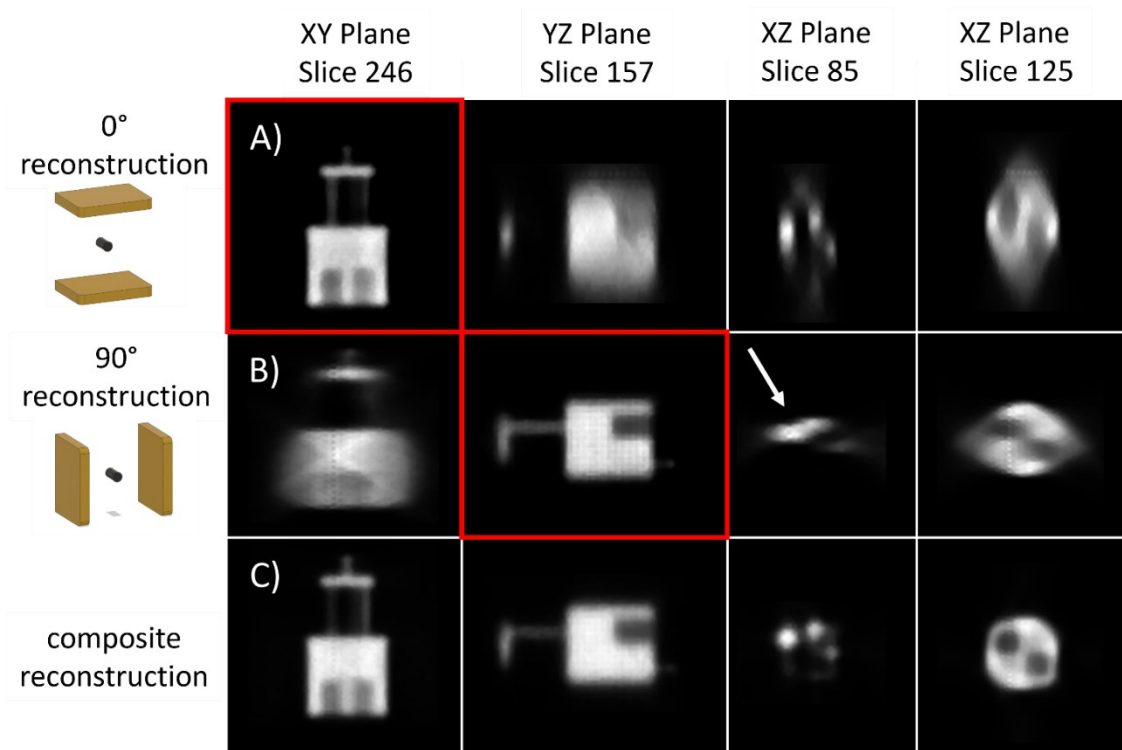 XY Plane
Slice 246
YZ Plane
Slice 157
XZ Plane
Slice 85
XZ Plane
Slice 125
0°
reconstruction
A)
90°
reconstruction
B)
composite
reconstruction
C)